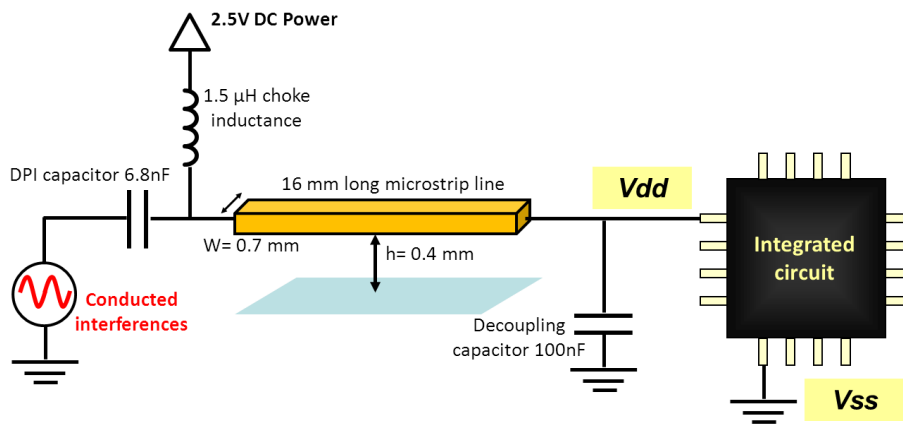 2.5V DC Power
1.5 µH choke
inductance
DPI capacitor 6.8nF
16 mm long microstrip line
Vdd
W= 0.7 mm
h= 0.4 mm
Integrated
circuit
Conducted
interferences
Decoupling
capacitor 100nF
Vss